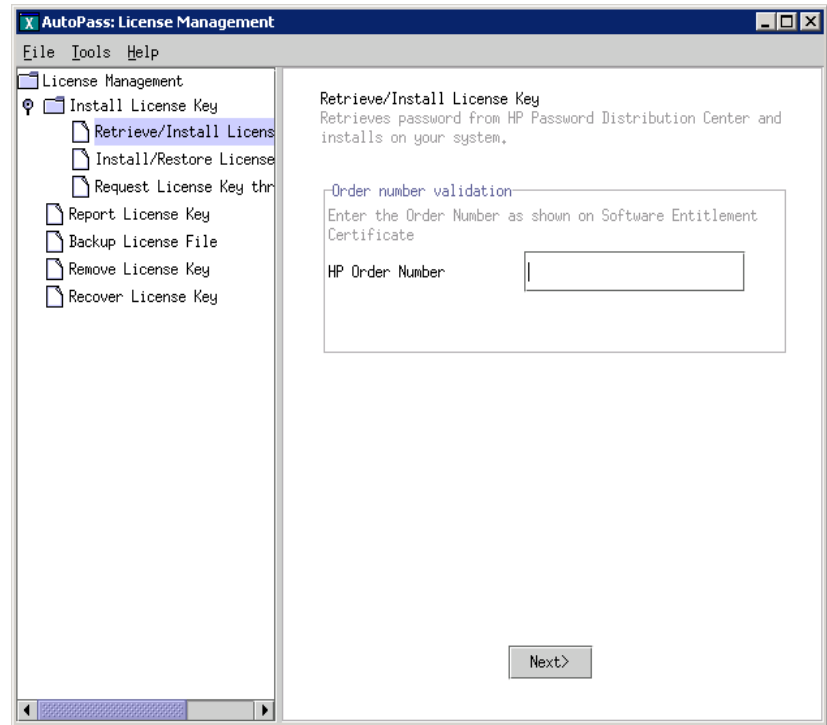 X AutoPass: License Management
File Tools Help
License Management
Install License Key
Retrieve/Install Licens
Install/Restore License
Request License Key thr
Report License Key
Backup License File
Remove License Key
Recover License Key
Retrieve/Install License Key
Retrieves password from HP Password Distribution Center and
installs on your system.
Order number validation
Enter the Order Number as shown on Software Entitlement
Certificate
HP Order Number
Next>